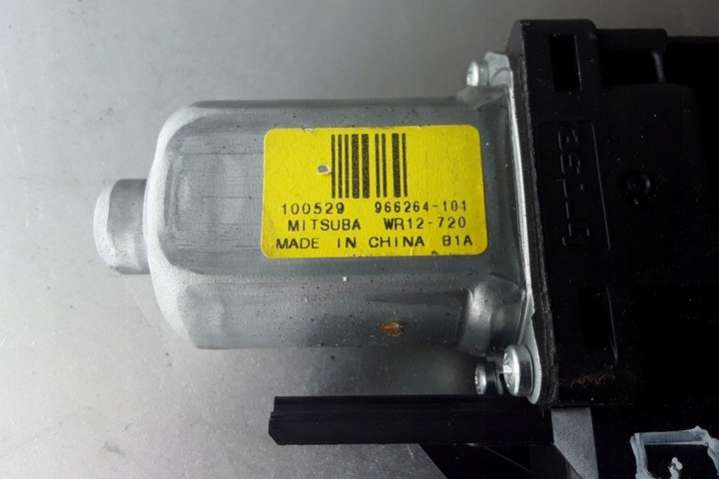 100529 966264-101
MITSUBA WR12-720
MADE IN CHINA B1A